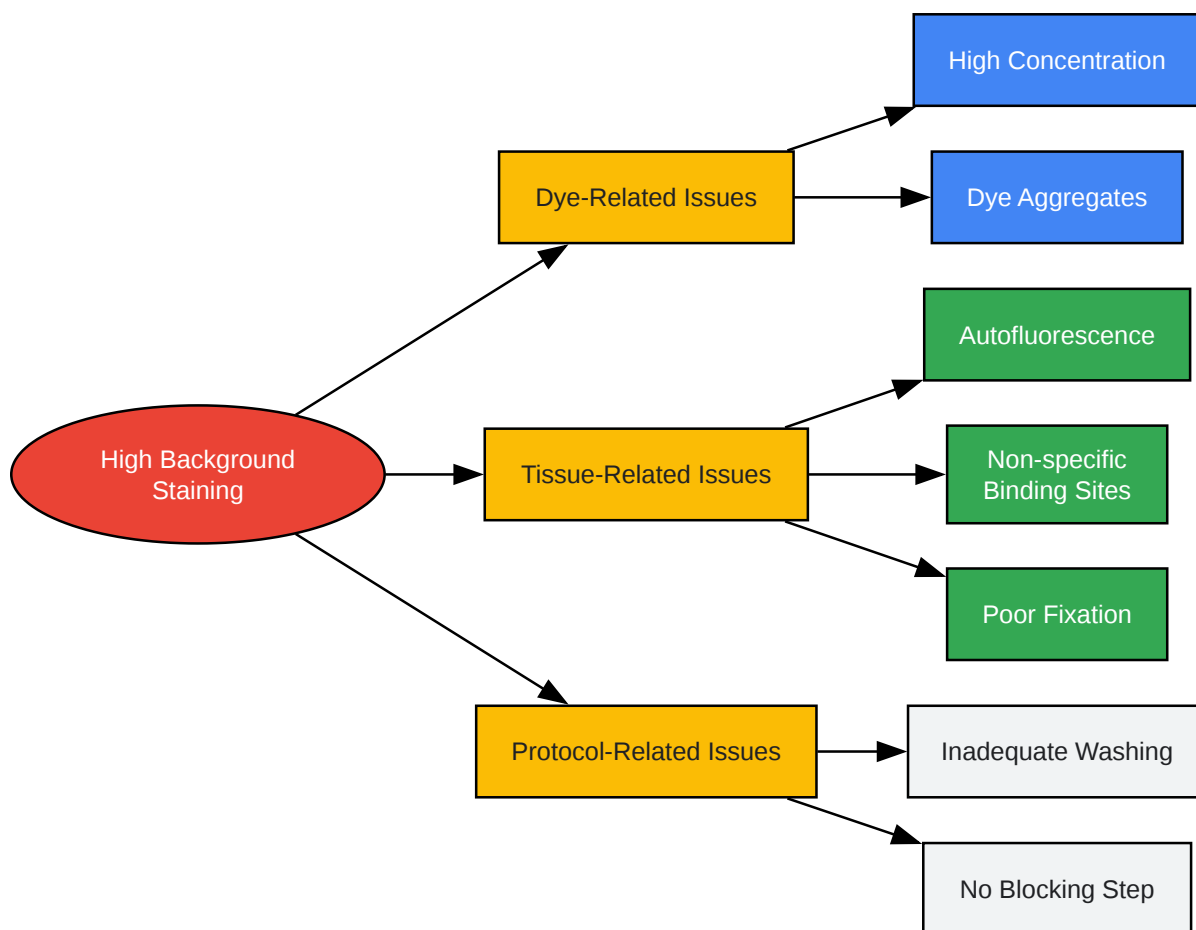 High Background
Staining
Dye-Related Issues
High Concentration
Dye Aggregates
Tissue-Related Issues
Autofluorescence
Non-specific
Binding Sites
Poor Fixation
Protocol-Related Issues
Inadequate Washing
No Blocking Step